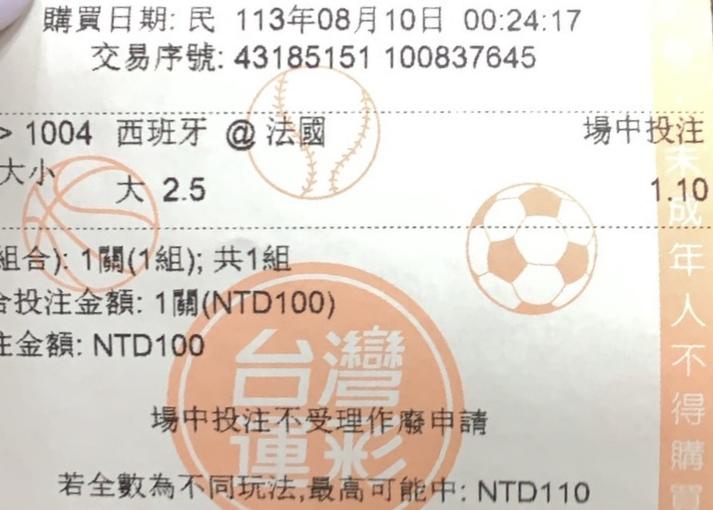 購買日期: 民 113年08月10日 00:24:17
交易序號: 43185151 100837645
> 1004 西班牙 @ 法國 場中投注
大小 大 2.5 1.10
組合): 1關(1組); 共1組
合投注金額: 1關(NTD100)
注金額: NTD100
台灣
運彩
場中投注不受理作廢申請
若全數為不同玩法,最高可能中: NTD110
未成年人不得購買